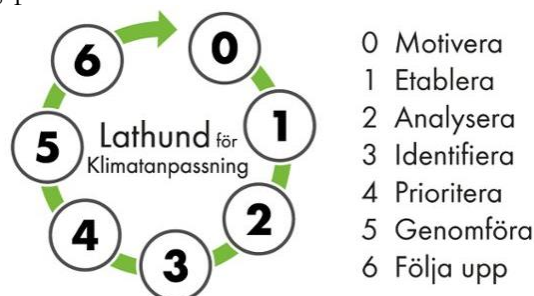 0
1
2
3
4
5
6
Lathund för
Klimatanpassning
0 Motivera
1 Etablera
2 Analysera
3 Identifiera
4 Prioritera
5 Genomföra
6 Följa upp